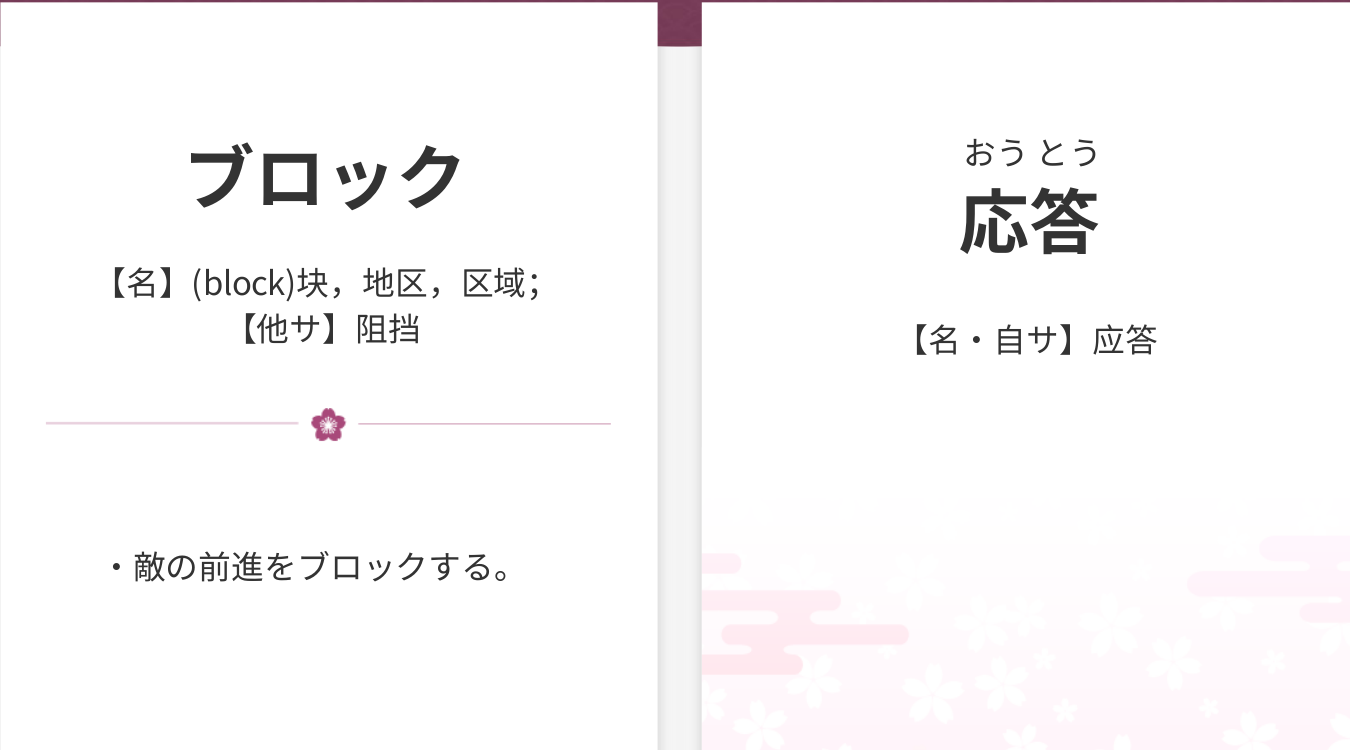 ブロック
【名】(block)块，地区，区域；
【他サ】阻挡
・敵の前進をブロックする。
おう とう
応答
【名・自サ】应答